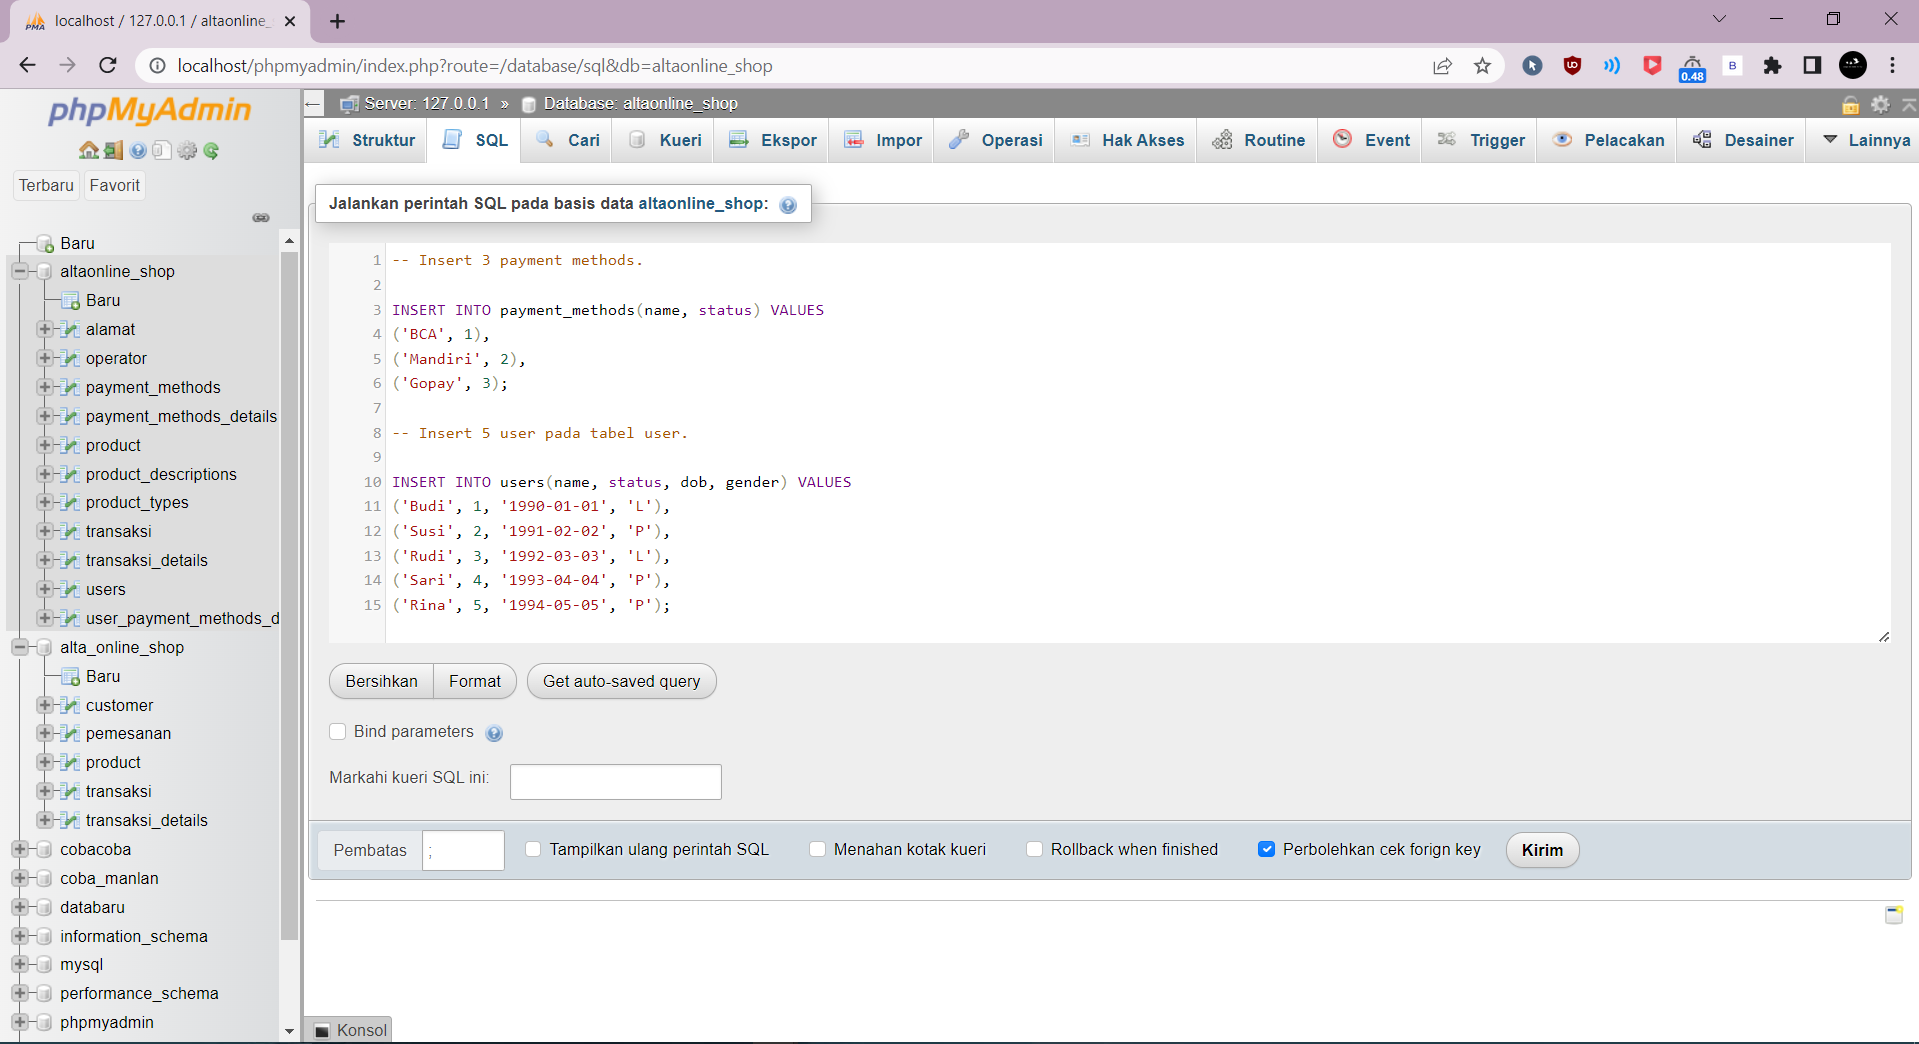 localhost / 127.0.0.1 / altaonline_
localhost/phpmyadmin/index.php?route=/database/sql&db=altaonline_shop
0.48
B
phpMyAdmin
Terbaru
Favorit
Baru
altaonline_shop
Baru
alamat
operator
payment_methods
payment_methods_details
product
product_descriptions
product_types
transaksi
transaksi_details
users
user_payment_methods_d
alta_online_shop
Baru
customer
pemesanan
product
transaksi
transaksi_details
cobacoba
coba_manlan
databaru
information_schema
mysql
performance_schema
phpmyadmin
Server: 127.0.0.1 » Database: altaonline_shop
Struktur SQL Cari Kueri Ekspor Impor Operasi Hak Akses Routine Event Trigger Pelacakan Desainer Lainnya
Jalankan perintah SQL pada basis data altaonline_shop:
1 -- Insert 3 payment methods.
2
3 INSERT INTO payment_methods(name, status) VALUES
4 ('BCA', 1),
5 ('Mandiri', 2),
6 ('Gopay', 3);
7
8 -- Insert 5 user pada tabel user.
9
10 INSERT INTO users(name, status, dob, gender) VALUES
11 ('Budi', 1, '1990-01-01', 'L'),
12 ('Susi', 2, '1991-02-02', 'P'),
13 ('Rudi', 3, '1992-03-03', 'L'),
14 ('Sari', 4, '1993-04-04', 'P'),
15 ('Rina', 5, '1994-05-05', 'P');
Bersihkan Format Get auto-saved query
Bind parameters
Markahi kueri SQL ini:
Pembatas ; Tampilkan ulang perintah SQL Menahan kotak kueri Rollback when finished Perbolehkan cek forign key Kirim
Konsol